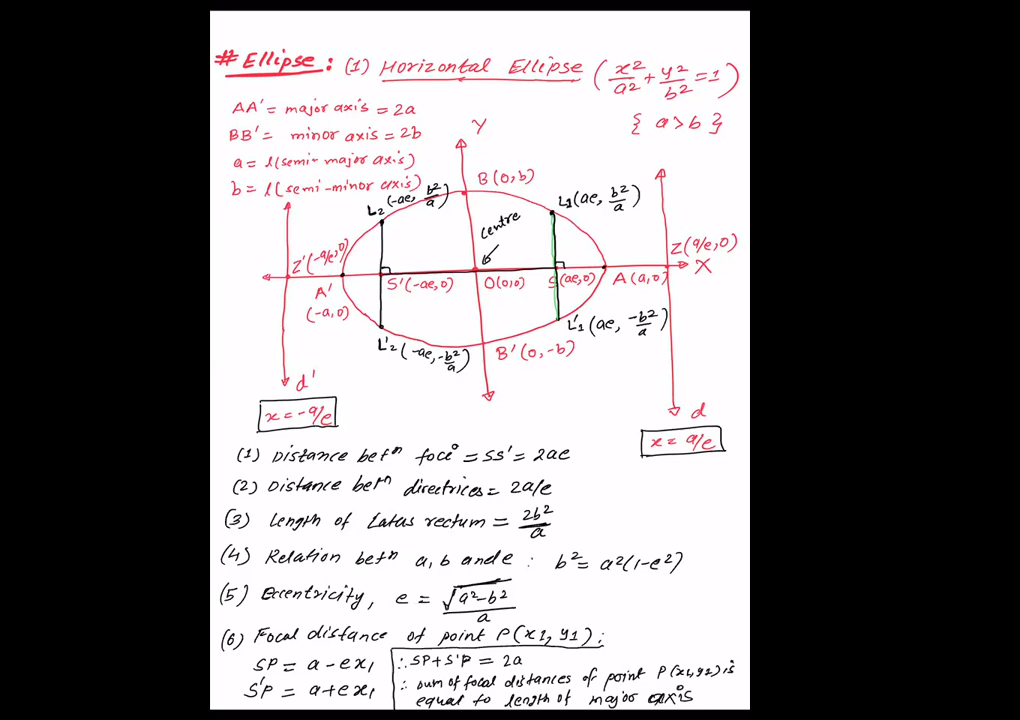 # Ellipse: (1) Horizontal Ellipse (x²/a² + y²/b² = 1)
AA' = major axis = 2a
{ a > b }
BB' = minor axis = 2b
a = l(semi-major axis)
b = l(semi-minor axis)
Y
B(0, b)
L2 (-ae, b²/a)
L1 (ae, b²/a)
centre
Z'(-a/e, 0)
Z(a/e, 0)
X
A'
(-a, 0)
S'(-ae, 0)
O(0,0)
S(ae, 0)
A(a, 0)
L'2 (-ae, -b²/a)
B'(0, -b)
L'1 (ae, -b²/a)
d'
x = -a/e
d
x = a/e
(1) Distance betn foci = SS' = 2ae
(2) Distance betn directrices = 2a/e
(3) Length of Latus rectum = 2b²/a
(4) Relation betn a, b and e : b² = a²(1-e²)
(5) Eccentricity, e = √(a²-b²)/a
(6) Focal distance of point P(x1, y1):
SP = a - ex1
S'P = a + ex1
∴ SP + S'P = 2a
∴ sum of focal distances of point P(x1, y2) is
equal to length of major axis